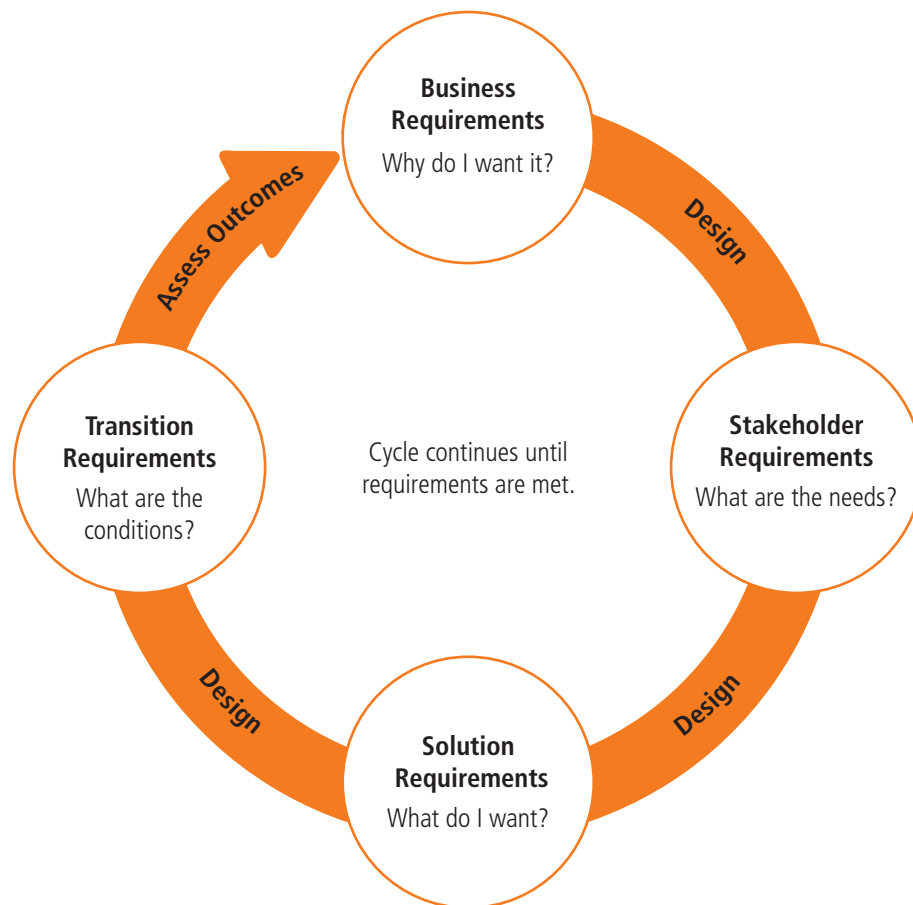 Business
Requirements
Why do I want it?
Design
Stakeholder
Requirements
What are the needs?
Design
Solution
Requirements
What do I want?
Design
Transition
Requirements
What are the
conditions?
Assess Outcomes
Cycle continues until
requirements are met.